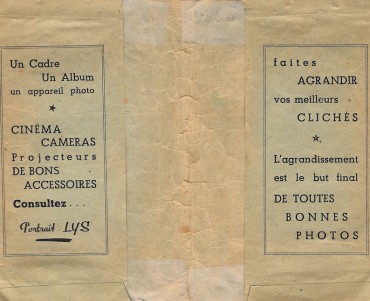 Un Cadre
Un Album
un appareil photo
CINÉMA
CAMERAS
Projecteurs
DE BONS
ACCESSOIRES
Consultez...
Portrait LYS
faites
AGRANDIR
vos meilleurs
CLICHÉS
L'agrandissement
est le but final
DE TOUTES
BONNES
PHOTOS